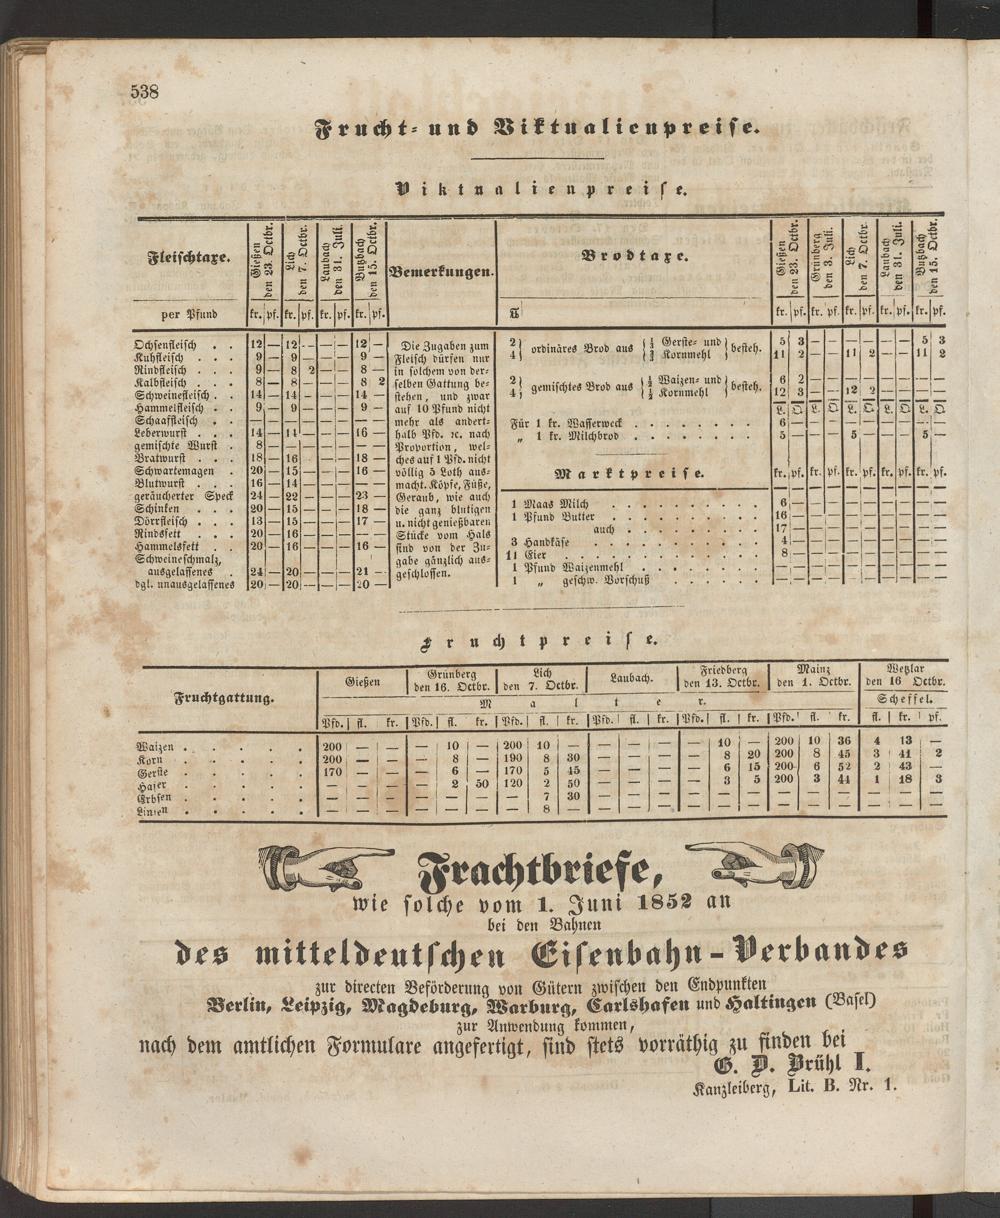 538
Frucht- und Viktualienpreise.
Viktualienpreise.
Fleischtaxe. | Gießen den 23. Octbr. | Lich den 7. Octbr. | Laubach den 31. Juli. | Butzbach den 15. Octbr. | Bemerkungen.
per Pfund | kr. | pf. | kr. | pf. | kr. | pf. | kr. | pf.
Ochsenfleisch . . | 12 | — | 12 | — | — | — | 12 | —
Kuhfleisch . . . | 9 | — | 9 | — | — | — | 9 | —
Rindfleisch . . . | 9 | — | 8 | 2 | — | — | 8 | —
Kalbfleisch . . . | 8 | — | 8 | — | — | — | 8 | 2
Schweinefleisch . . | 14 | — | 14 | — | — | — | 14 | —
Hammelfleisch . . | 9 | — | 9 | — | — | — | 9 | —
Schaaffleisch . . | — | — | — | — | — | — | — | —
Leberwurst . . . | 14 | — | 14 | — | — | — | 16 | —
gemischte Wurst . | 8 | — | — | — | — | — | — | —
Bratwurst . . . | 18 | — | 16 | — | — | — | 18 | —
Schwartemagen . | 20 | — | 15 | — | — | — | 16 | —
Blutwurst . . . | 16 | — | 14 | — | — | — | — | —
geräucherter Speck | 24 | — | 22 | — | — | — | 23 | —
Schinken . . . | 20 | — | 15 | — | — | — | 18 | —
Dörrfleisch . . . | 13 | — | 15 | — | — | — | 17 | —
Rindsfett . . . | 20 | — | 16 | — | — | — | — | —
Hammelsfett . . | 20 | — | 16 | — | — | — | 16 | —
Schweineschmalz,
ausgelassenes . | 24 | — | 20 | — | — | — | 21 | —
dgl. unausgelassenes | 20 | — | 20 | — | — | — | 20 | —
Die Zugaben zum
Fleisch dürfen nur
in solchem von der-
selben Gattung be-
stehen, und zwar
auf 10 Pfund nicht
mehr als andert-
halb Pfd. ꝛc. nach
Proportion, wel-
ches auf 1 Pfd. nicht
völlig 5 Loth aus-
macht. Köpfe, Füße,
Geraub, wie auch
die ganz blutigen
u. nicht genießbaren
Stücke vom Hals
sind von der Zu-
gabe gänzlich aus-
geschlossen.
Brodtaxe. | Gießen den 23. Octbr. | Grünberg den 3. Juli. | Lich den 7. Octbr. | Laubach den 31. Juli. | Butzbach den 15. Octbr.
℔ | kr. | pf. | kr. | pf. | kr. | pf. | kr. | pf. | kr. | pf.
2 | ordinäres Brod aus | Gerste- und | besteh. | 5 | 3 | — | — | — | — | — | — | 5 | 3
4 | Kornmehl | 11 | 2 | — | — | 11 | 2 | — | — | 11 | 2
2 | gemischtes Brod aus | ½ Waizen- und | besteh. | 6 | 2 | — | — | — | — | — | — | — | —
4 | ½ Kornmehl | 12 | 3 | — | — | 12 | 2 | — | — | — | —
L. | Q. | L. | Q. | L. | Q. | L. | Q. | L. | Q.
Für 1 kr. Wasserweck . . . . . . . | 6 | — | — | — | — | — | — | — | — | —
„ 1 kr. Milchbrod . . . . . . . . | 5 | — | — | — | 5 | — | — | — | 5 | —
Marktpreise. | kr. | pf. | kr. | pf. | kr. | pf. | kr. | pf. | kr. | pf.
1 Maas Milch . . . . . . . . . | 6 | — | — | — | — | — | — | — | — | —
1 Pfund Butter . . . . . . . . | 16 | — | — | — | — | — | — | — | — | —
auch . . . . . . . | 17 | — | — | — | — | — | — | — | — | —
3 Handkäse . . . . . . . . . | 4 | — | — | — | — | — | — | — | — | —
11 Eier . . . . . . . . . . | 8 | — | — | — | — | — | — | — | — | —
1 Pfund Waizenmehl . . . . . . | — | — | — | — | — | — | — | — | — | —
1 „ geschw. Vorschuß . . . . . | — | — | — | — | — | — | — | — | — | —
Fruchtpreise.
Fruchtgattung. | Gießen | Grünberg den 16. Octbr. | Lich den 7. Octbr. | Laubach. | Friedberg den 13. Octbr. | Mainz den 1. Octbr. | Wetzlar den 16 Octbr.
Malter. | Scheffel.
Pfd. | fl. | kr. | Pfd. | fl. | kr. | Pfd. | fl. | kr. | Pfd. | fl. | kr. | Pfd. | fl. | kr. | Pfd. | fl. | kr. | fl. | kr. | pf.
Waizen . . . . . | 200 | — | — | — | 10 | — | 200 | 10 | — | — | — | — | — | 10 | — | 200 | 10 | 36 | 4 | 13 | —
Korn . . . . . | 200 | — | — | — | 8 | — | 190 | 8 | 30 | — | — | — | — | 8 | 20 | 200 | 8 | 45 | 3 | 41 | 2
Gerste . . . . . | 170 | — | — | — | 6 | — | 170 | 5 | 45 | — | — | — | — | 6 | 15 | 200 | 6 | 52 | 2 | 43 | —
Hafer . . . . . | — | — | — | — | 2 | 50 | 120 | 2 | 50 | — | — | — | — | 3 | 5 | 200 | 3 | 44 | 1 | 18 | 3
Erbsen . . . . . | — | — | — | — | — | — | — | 7 | 30 | — | — | — | — | — | — | — | — | — | — | — | —
Linsen . . . . . | — | — | — | — | — | — | — | 8 | — | — | — | — | — | — | — | — | — | — | — | — | —
Frachtbriefe,
wie solche vom 1. Juni 1852 an
bei den Bahnen
des mitteldeutschen Eisenbahn-Verbandes
zur directen Beförderung von Gütern zwischen den Endpunkten
Berlin, Leipzig, Magdeburg, Warburg, Carlshafen und Haltingen (Basel)
zur Anwendung kommen,
nach dem amtlichen Formulare angefertigt, sind stets vorräthig zu finden bei
G. D. Brühl I.
Kanzleiberg, Lit. B. Nr. 1.